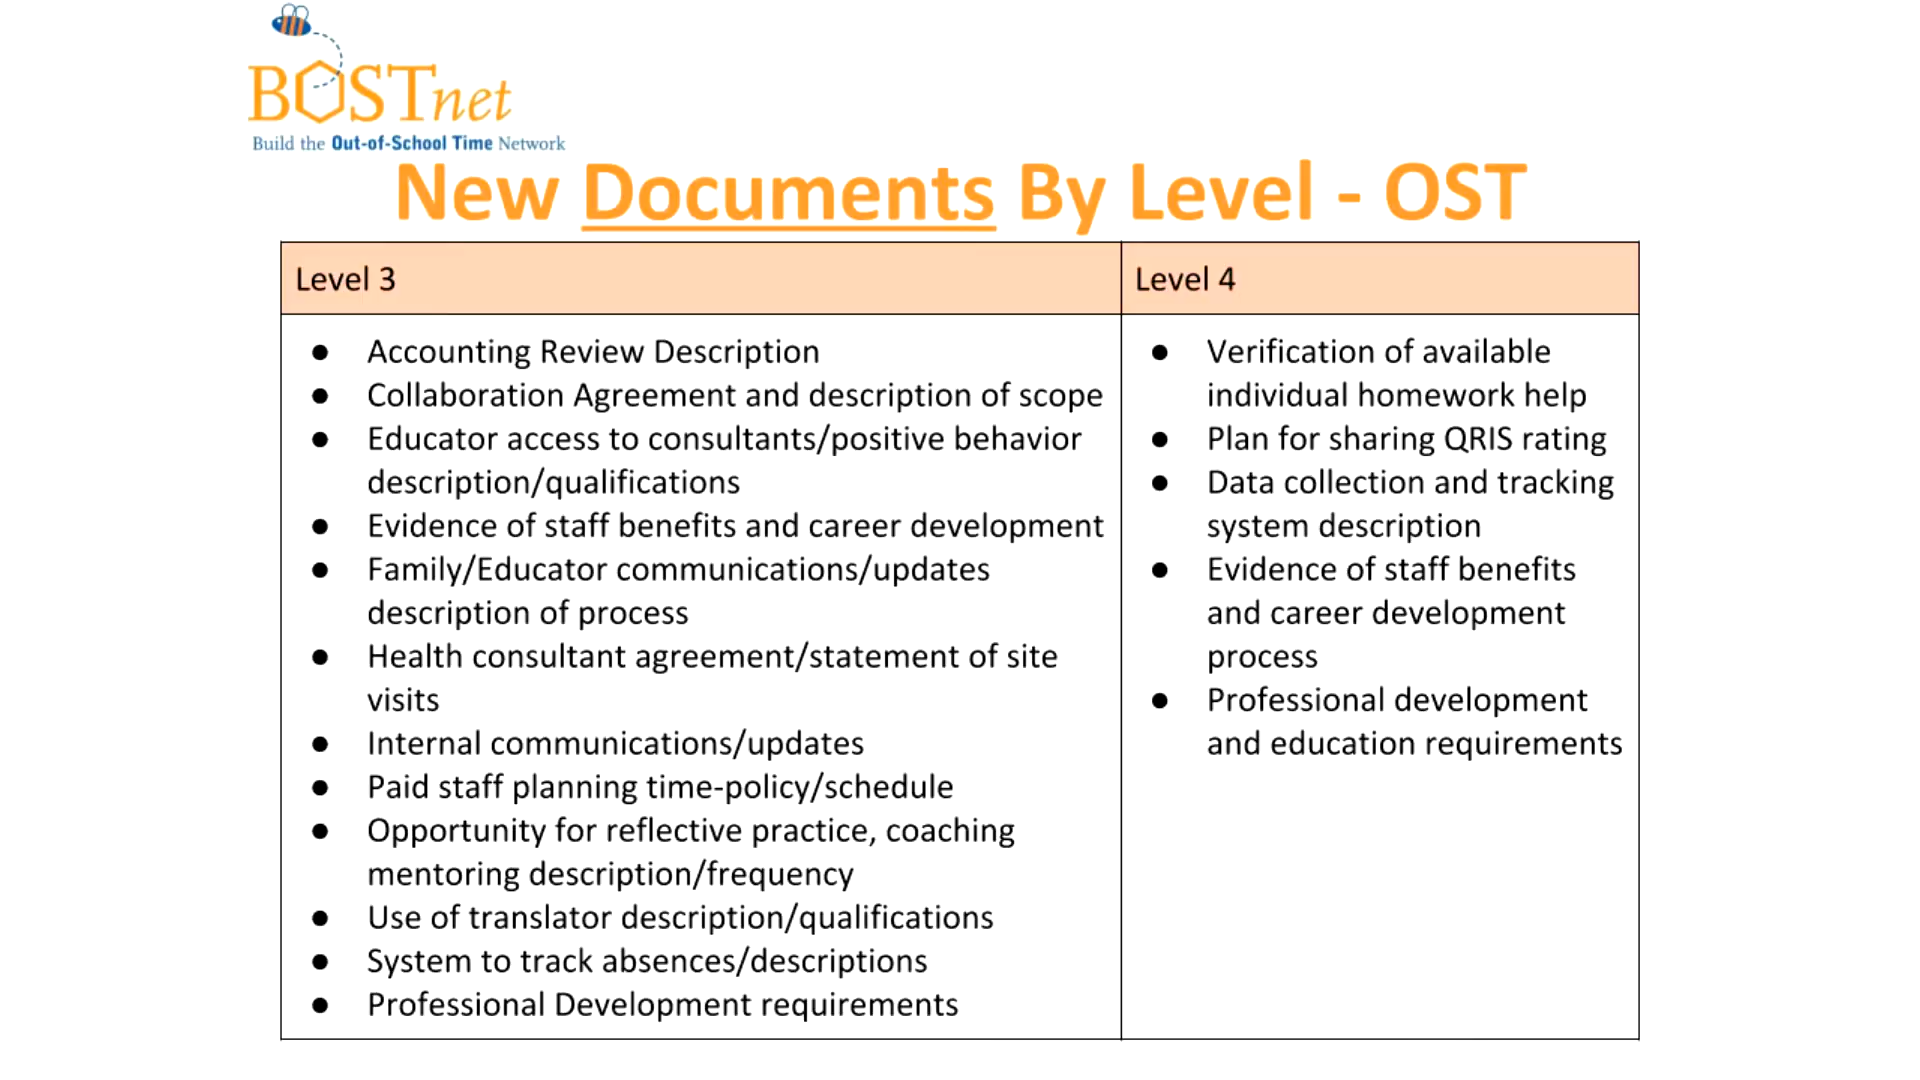 BOSTnet
Build the Out-of-School Time Network
New Documents By Level - OST
Level 3
● Accounting Review Description
● Collaboration Agreement and description of scope
● Educator access to consultants/positive behavior
description/qualifications
● Evidence of staff benefits and career development
● Family/Educator communications/updates
description of process
● Health consultant agreement/statement of site
visits
● Internal communications/updates
● Paid staff planning time-policy/schedule
● Opportunity for reflective practice, coaching
mentoring description/frequency
● Use of translator description/qualifications
● System to track absences/descriptions
● Professional Development requirements
Level 4
● Verification of available
individual homework help
● Plan for sharing QRIS rating
● Data collection and tracking
system description
● Evidence of staff benefits
and career development
process
● Professional development
and education requirements